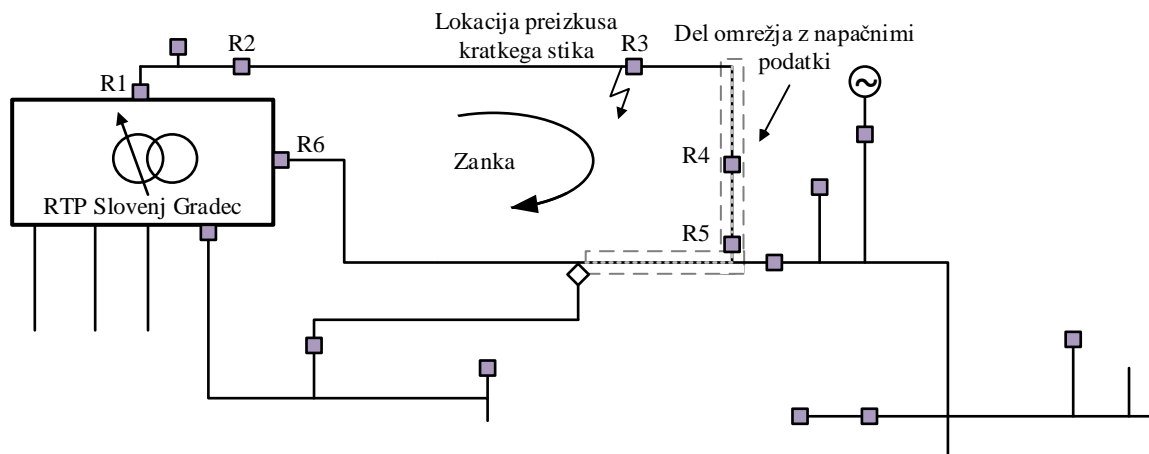 Lokacija preizkusa
kratkega stika
R2
R3
Del omrežja z napačnimi
podatki
R1
R6
Zanka
R4
RTP Slovenj Gradec
R5